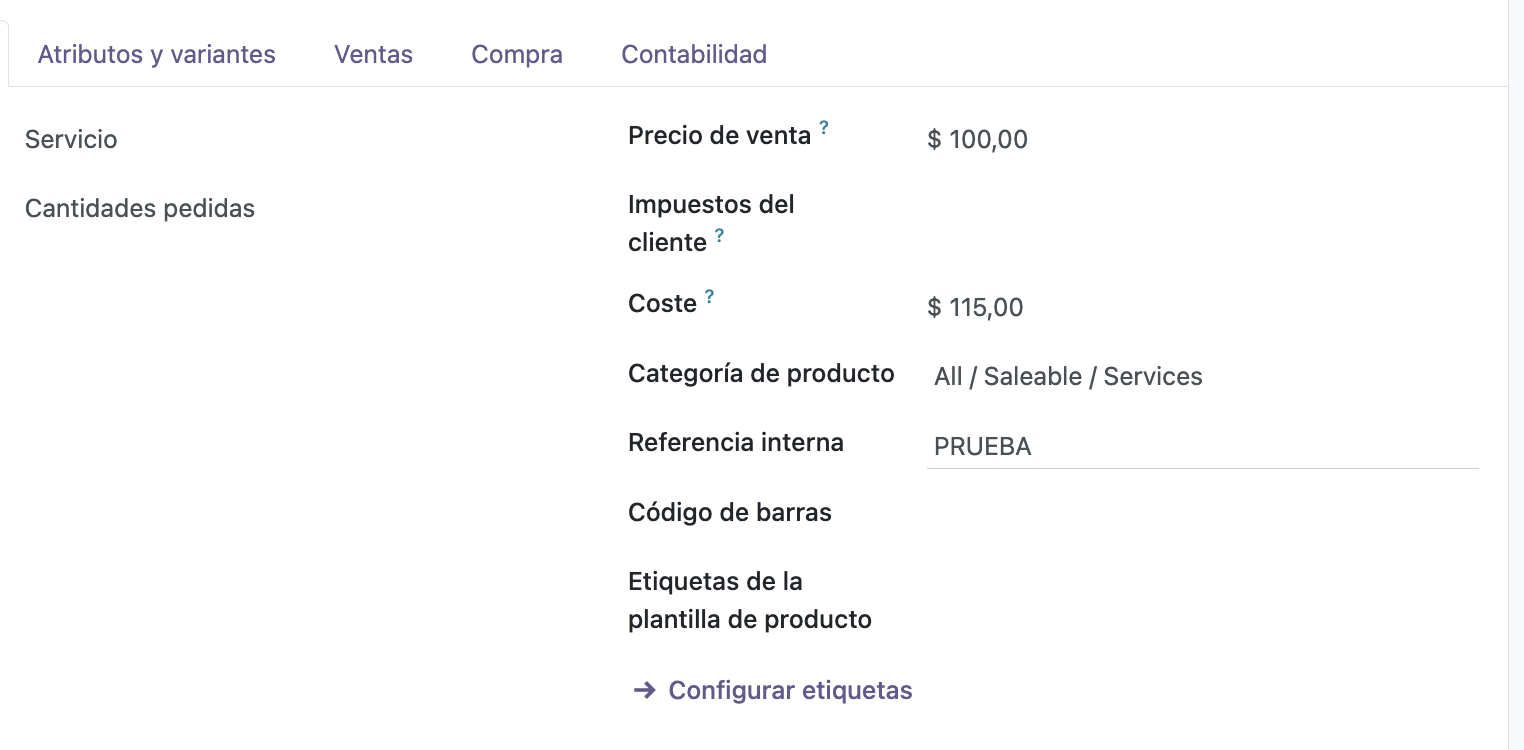 Atributos y variantes Ventas Compra Contabilidad
Servicio
Cantidades pedidas
Precio de venta ? $ 100,00
Impuestos del
cliente ?
Coste ? $ 115,00
Categoría de producto All / Saleable / Services
Referencia interna PRUEBA
Código de barras
Etiquetas de la
plantilla de producto
→ Configurar etiquetas